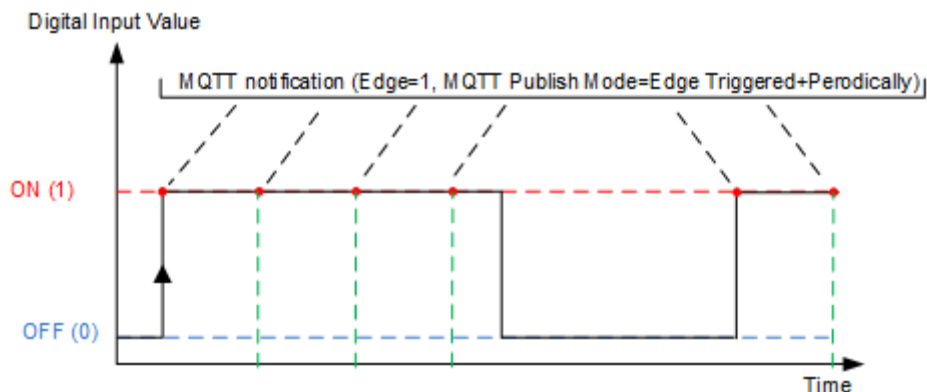 Digital Input Value
MQTT notification (Edge=1, MQTT Publish Mode=Edge Triggered+Perodically)
ON (1)
OFF (0)
Time